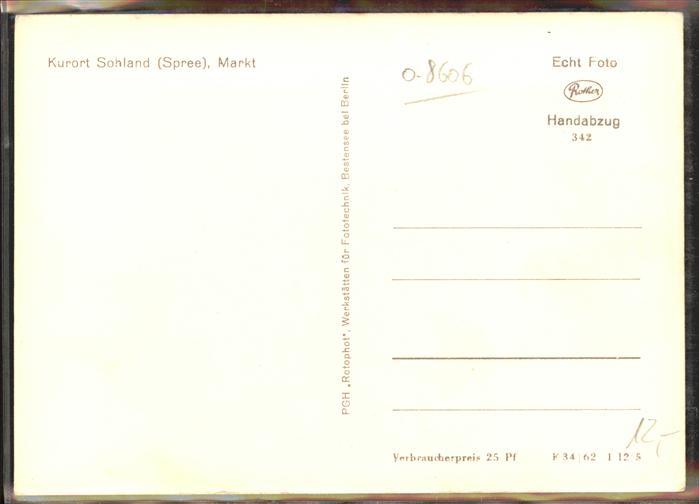 Kurort Sohland (Spree), Markt
PGH „Rotophot“, Werkstätten für Fototechnik, Bestensee bei Berlin
o-8606
Echt Foto
Rother
Handabzug
342
12,-
Verbraucherpreis 25 Pf F 34/62 I 12/S